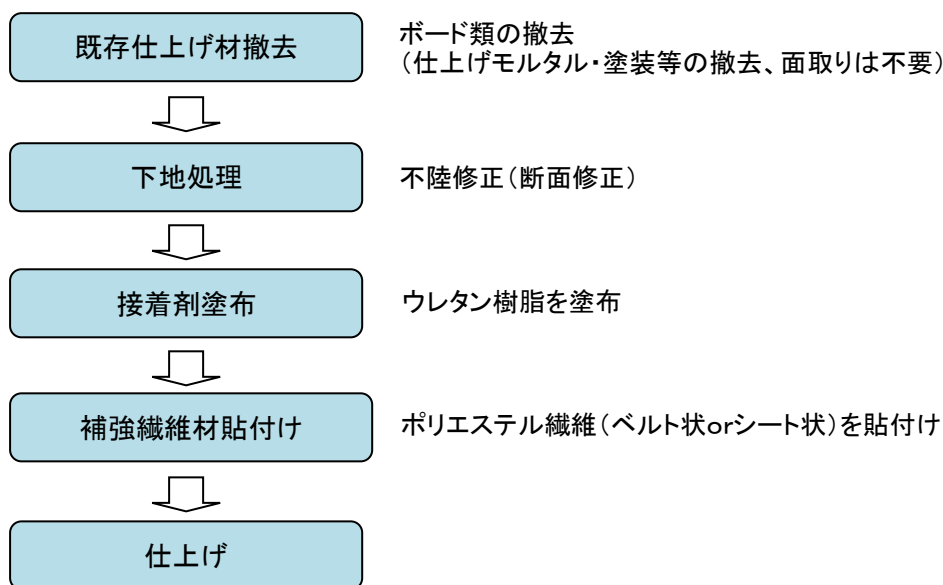 既存仕上げ材撤去
ボード類の撤去
（仕上げモルタル・塗装等の撤去、面取りは不要）
下地処理
不陸修正（断面修正）
接着剤塗布
ウレタン樹脂を塗布
補強繊維材貼付け
ポリエステル繊維（ベルト状orシート状）を貼付け
仕上げ